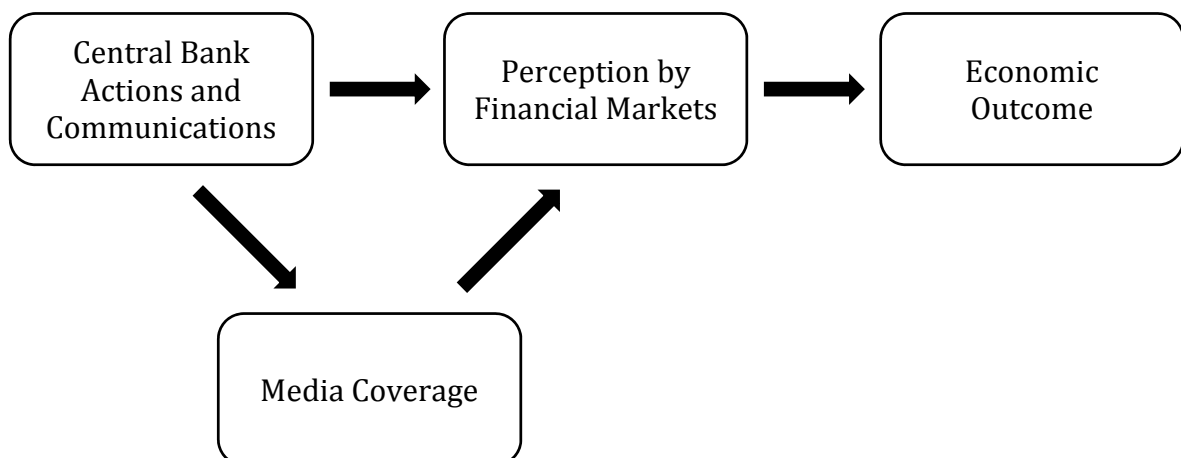 Central Bank
Actions and
Communications
Perception by
Financial Markets
Economic
Outcome
Media Coverage